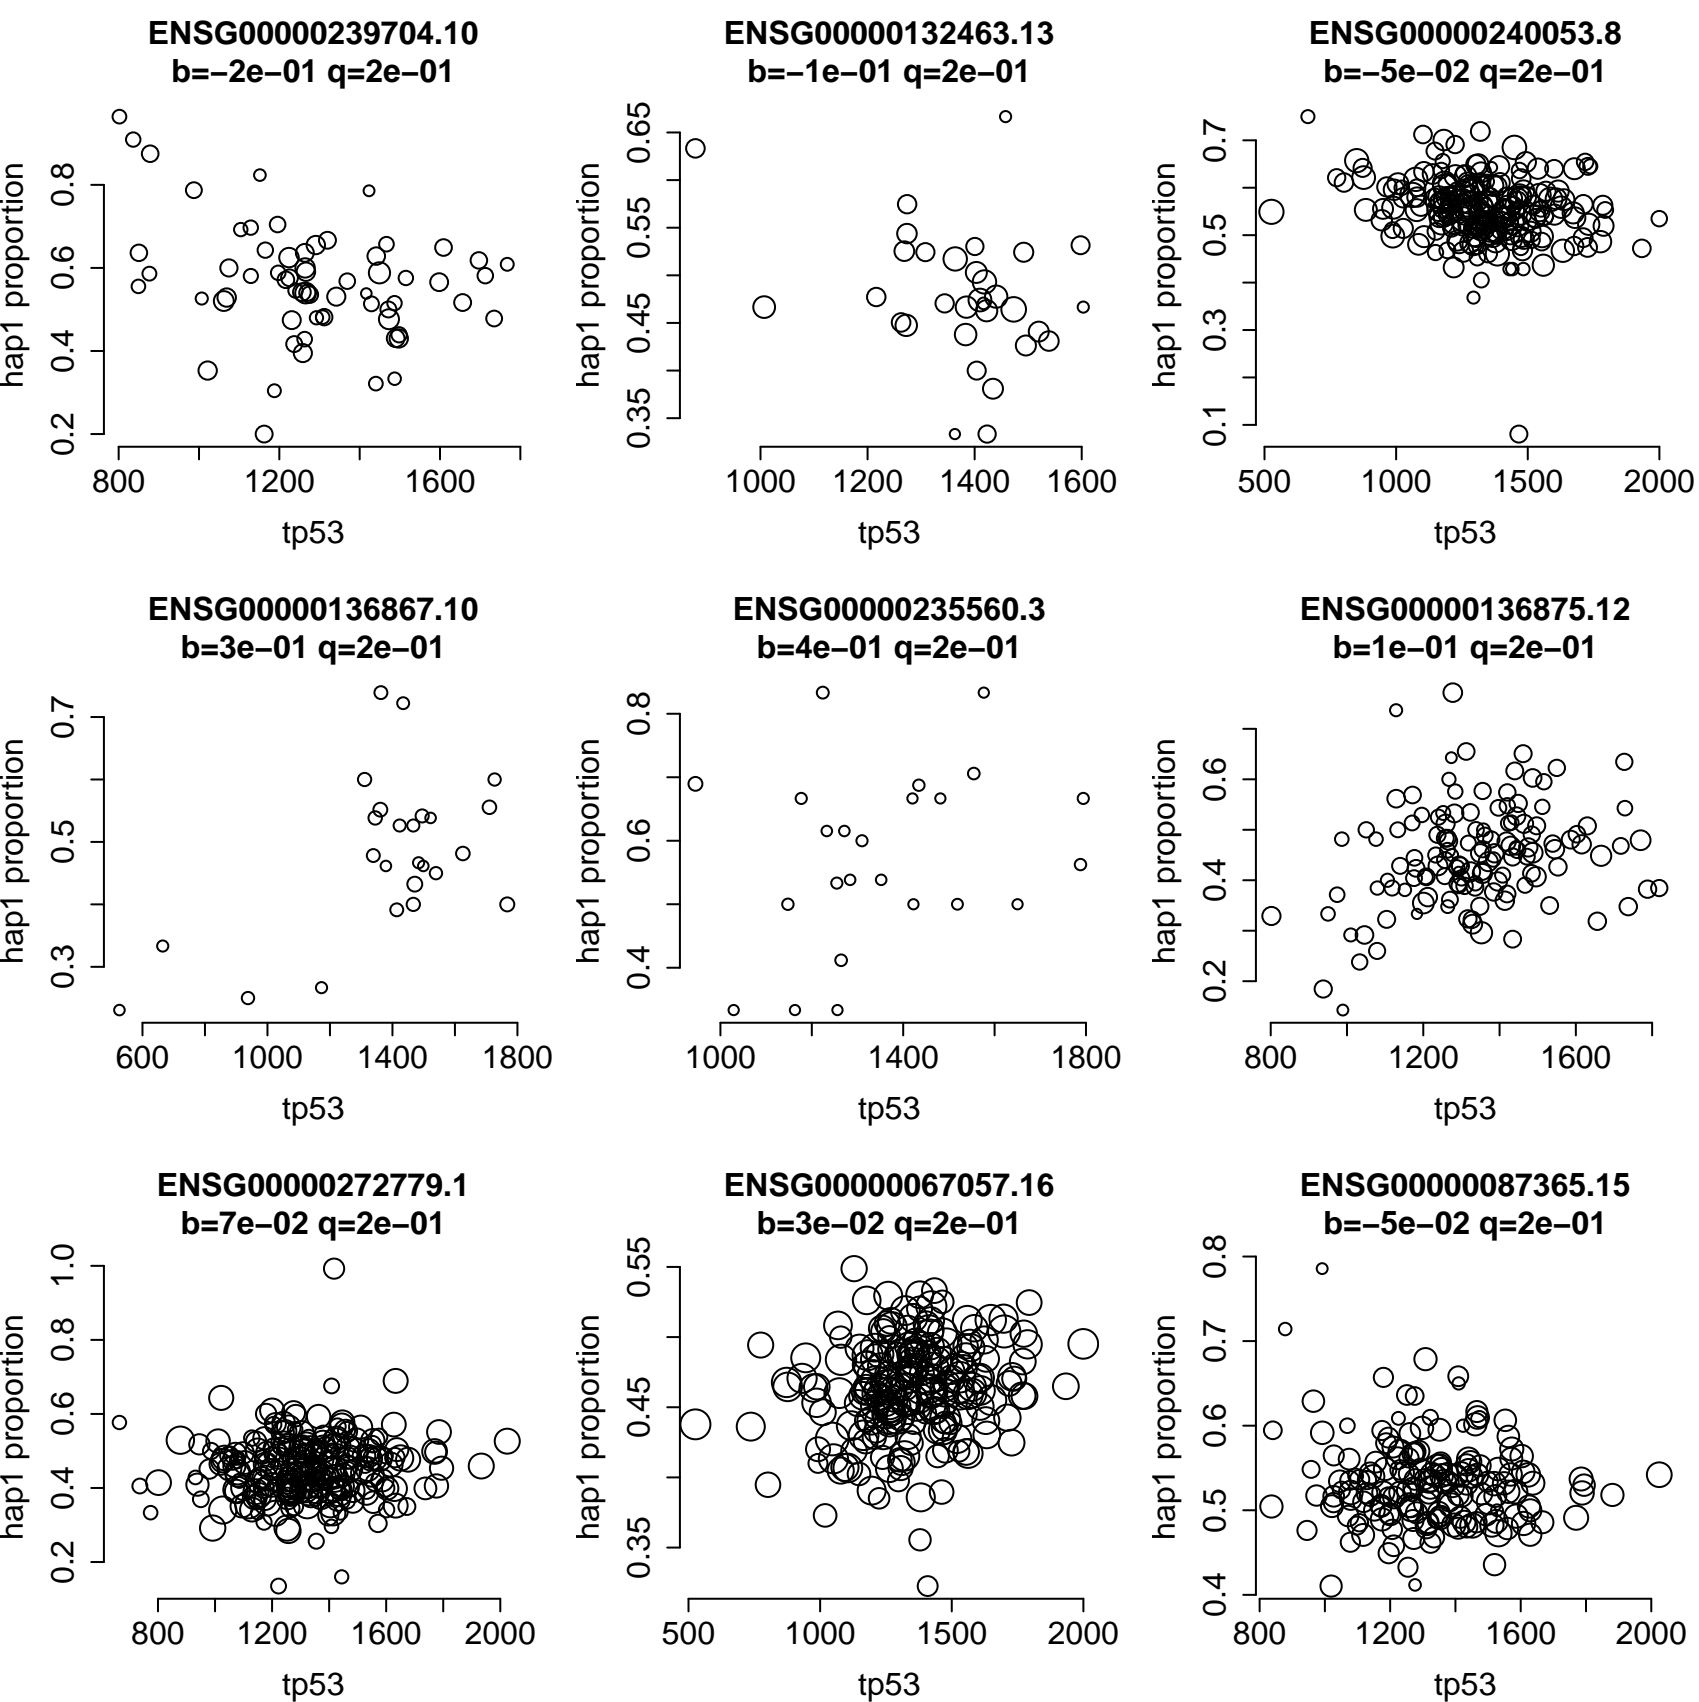 ENSG00000239704.10
b=−2e−01 q=2e−01
hap1 proportion
0.2 0.4 0.6 0.8
800 1200 1600
tp53
ENSG00000132463.13
b=−1e−01 q=2e−01
hap1 proportion
0.35 0.45 0.55 0.65
1000 1200 1400 1600
tp53
ENSG00000240053.8
b=−5e−02 q=2e−01
hap1 proportion
0.1 0.3 0.5 0.7
500 1000 1500 2000
tp53
ENSG00000136867.10
b=3e−01 q=2e−01
hap1 proportion
0.3 0.5 0.7
600 1000 1400 1800
tp53
ENSG00000235560.3
b=4e−01 q=2e−01
hap1 proportion
0.4 0.6 0.8
1000 1400 1800
tp53
ENSG00000136875.12
b=1e−01 q=2e−01
hap1 proportion
0.2 0.4 0.6
800 1200 1600
tp53
ENSG00000272779.1
b=7e−02 q=2e−01
hap1 proportion
0.2 0.4 0.6 0.8 1.0
800 1200 1600 2000
tp53
ENSG00000067057.16
b=3e−02 q=2e−01
hap1 proportion
0.35 0.45 0.55
500 1000 1500 2000
tp53
ENSG00000087365.15
b=−5e−02 q=2e−01
hap1 proportion
0.4 0.5 0.6 0.7 0.8
800 1200 1600 2000
tp53